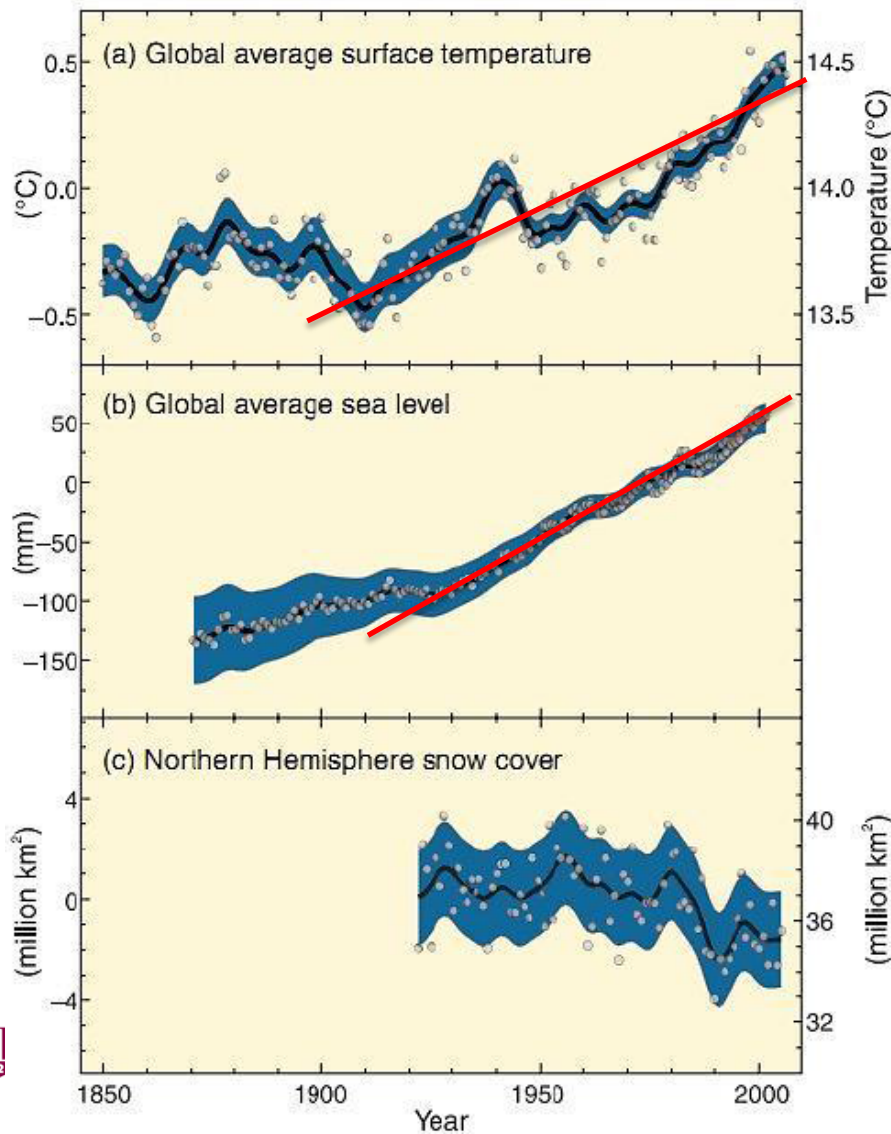 (a) Global average surface temperature
0.5
0.0
−0.5
(°C)
14.5
14.0
13.5
Temperature (°C)
(b) Global average sea level
50
0
−50
−100
−150
(mm)
(c) Northern Hemisphere snow cover
4
0
−4
(million km²)
40
36
32
(million km²)
1850 1900 1950 2000
Year